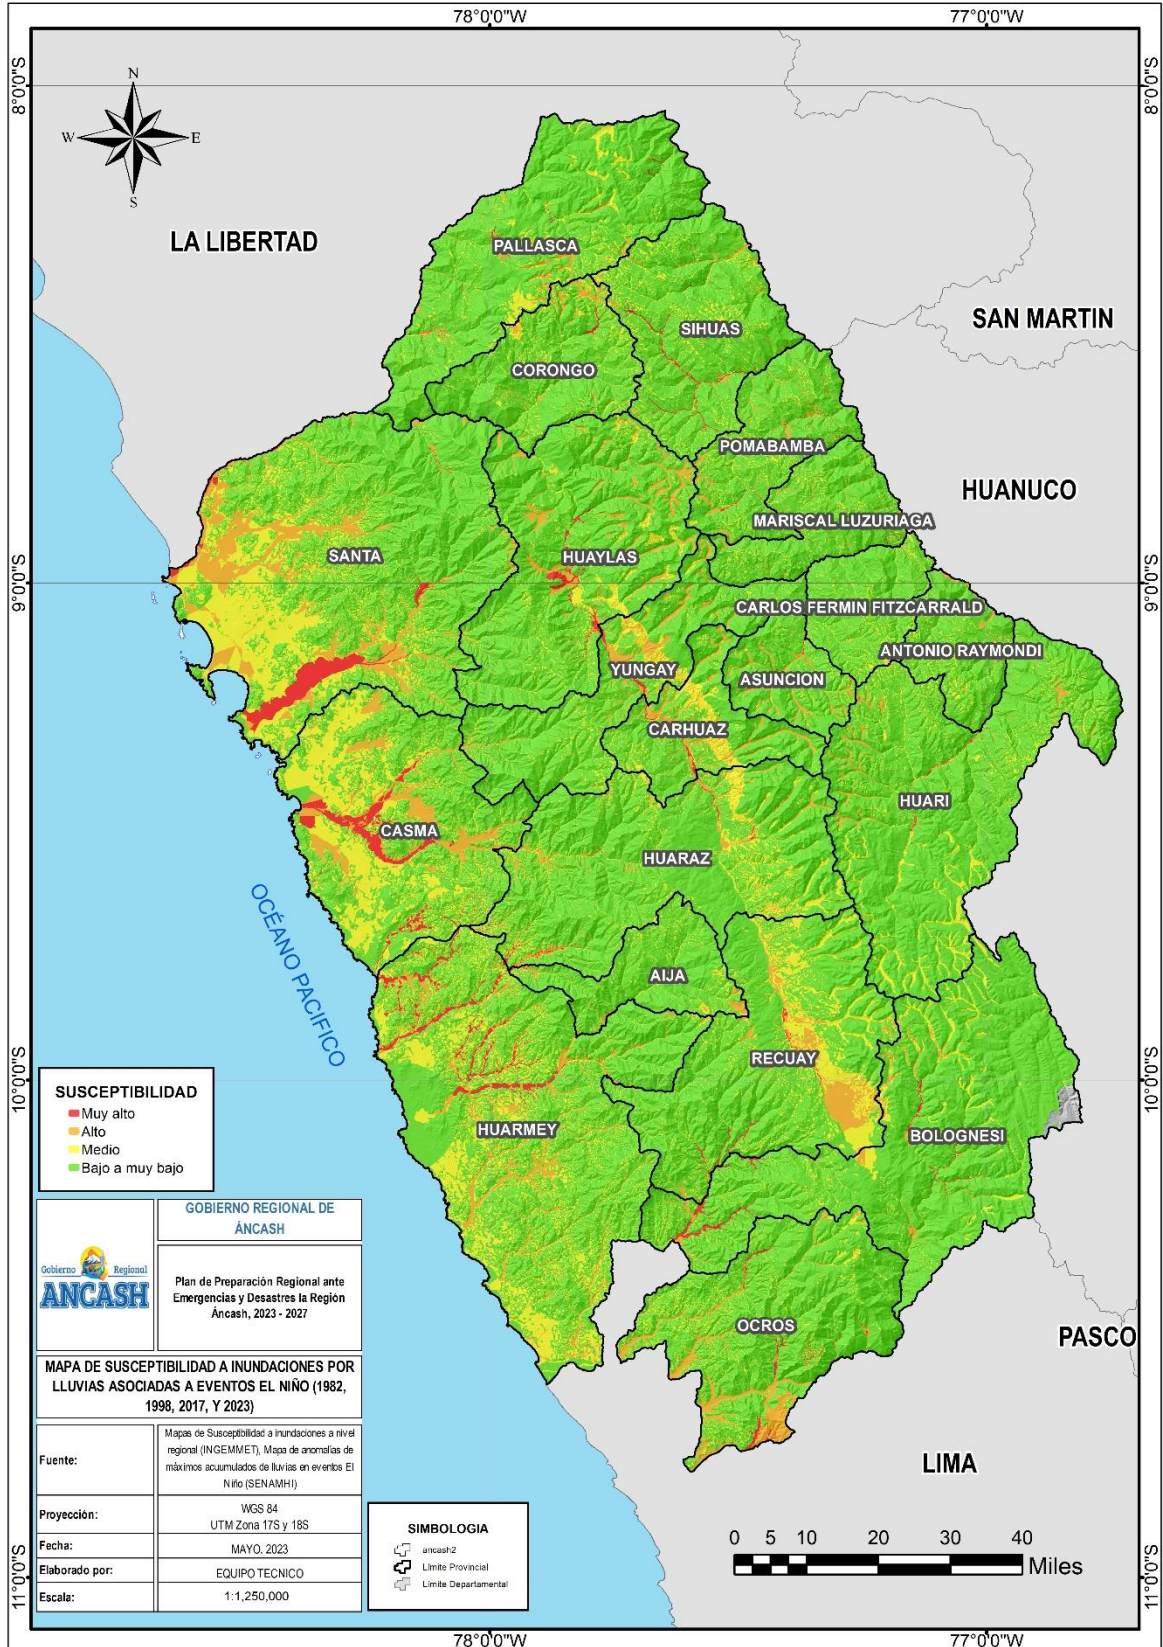 78°0'0"W
77°0'0"W
8°0'0"S
8°0'0"S
N
W
E
S
LA LIBERTAD
PALLASCA
SAN MARTIN
SIHUAS
CORONGO
POMABAMBA
HUANUCO
MARISCAL LUZURIAGA
SANTA
HUAYLAS
9°0'0"S
9°0'0"S
CARLOS FERMIN FITZCARRALD
ANTONIO RAYMONDI
YUNGAY
ASUNCION
CARHUAZ
HUARI
CASMA
HUARAZ
OCÉANO PACIFICO
AIJA
RECUAY
10°0'0"S
10°0'0"S
HUARMEY
BOLOGNESI
OCROS
PASCO
LIMA
SUSCEPTIBILIDAD
Muy alto
Alto
Medio
Bajo a muy bajo
Gobierno Regional
ANCASH
GOBIERNO REGIONAL DE
ÁNCASH
Plan de Preparación Regional ante
Emergencias y Desastres la Región
Áncash, 2023 - 2027
MAPA DE SUSCEPTIBILIDAD A INUNDACIONES POR
LLUVIAS ASOCIADAS A EVENTOS EL NIÑO (1982,
1998, 2017, Y 2023)
Fuente:
Mapas de Susceptibilidad a inundaciones a nivel
regional (INGEMMET), Mapa de anomalías de
máximos acuumulados de lluvias en eventos El
Niño (SENAMHI)
Proyección:
WGS 84
UTM Zona 17S y 18S
Fecha:
MAYO, 2023
Elaborado por:
EQUIPO TECNICO
Escala:
1:1,250,000
SIMBOLOGIA
ancash2
Límite Provincial
Limite Departamental
0 5 10 20 30 40
Miles
11°0'0"S
11°0'0"S
78°0'0"W
77°0'0"W